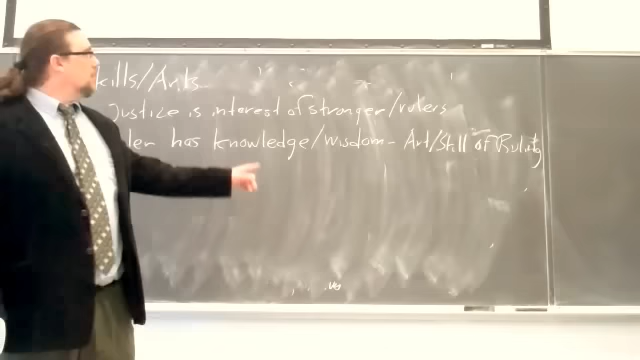 kills/Arts
Justice is interest of stronger/rulers
ler has knowledge/wisdom - Art/Skill of Ruling